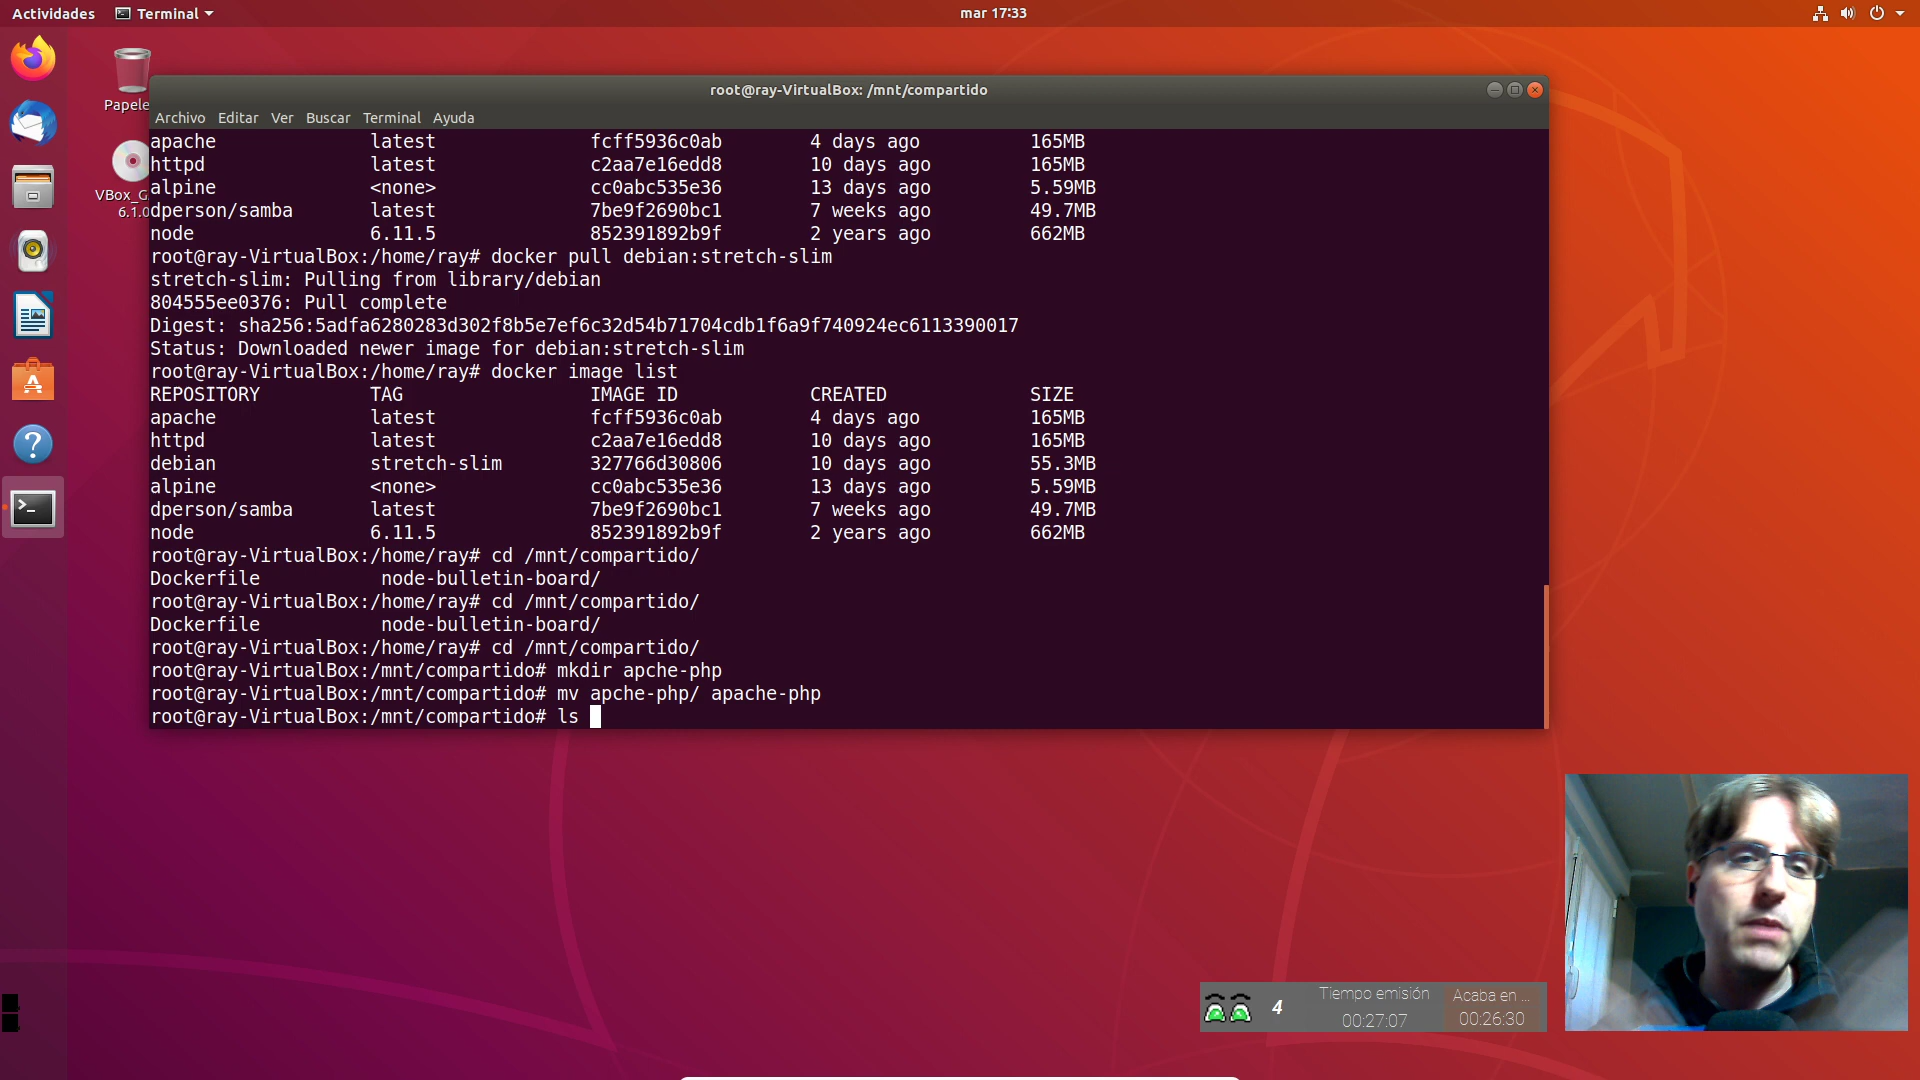 Actividades
Terminal
mar 17:33
Papele
VBox_G
6.1.0
root@ray-VirtualBox: /mnt/compartido
Archivo Editar Ver Buscar Terminal Ayuda
apache latest fcff5936c0ab 4 days ago 165MB
httpd latest c2aa7e16edd8 10 days ago 165MB
alpine <none> cc0abc535e36 13 days ago 5.59MB
dperson/samba latest 7be9f2690bc1 7 weeks ago 49.7MB
node 6.11.5 852391892b9f 2 years ago 662MB
root@ray-VirtualBox:/home/ray# docker pull debian:stretch-slim
stretch-slim: Pulling from library/debian
804555ee0376: Pull complete
Digest: sha256:5adfa6280283d302f8b5e7ef6c32d54b71704cdb1f6a9f740924ec6113390017
Status: Downloaded newer image for debian:stretch-slim
root@ray-VirtualBox:/home/ray# docker image list
REPOSITORY TAG IMAGE ID CREATED SIZE
apache latest fcff5936c0ab 4 days ago 165MB
httpd latest c2aa7e16edd8 10 days ago 165MB
debian stretch-slim 327766d30806 10 days ago 55.3MB
alpine <none> cc0abc535e36 13 days ago 5.59MB
dperson/samba latest 7be9f2690bc1 7 weeks ago 49.7MB
node 6.11.5 852391892b9f 2 years ago 662MB
root@ray-VirtualBox:/home/ray# cd /mnt/compartido/
Dockerfile node-bulletin-board/
root@ray-VirtualBox:/home/ray# cd /mnt/compartido/
Dockerfile node-bulletin-board/
root@ray-VirtualBox:/home/ray# cd /mnt/compartido/
root@ray-VirtualBox:/mnt/compartido# mkdir apche-php
root@ray-VirtualBox:/mnt/compartido# mv apche-php/ apache-php
root@ray-VirtualBox:/mnt/compartido# ls
4
Tiempo emisión
00:27:07
Acaba en ...
00:26:30